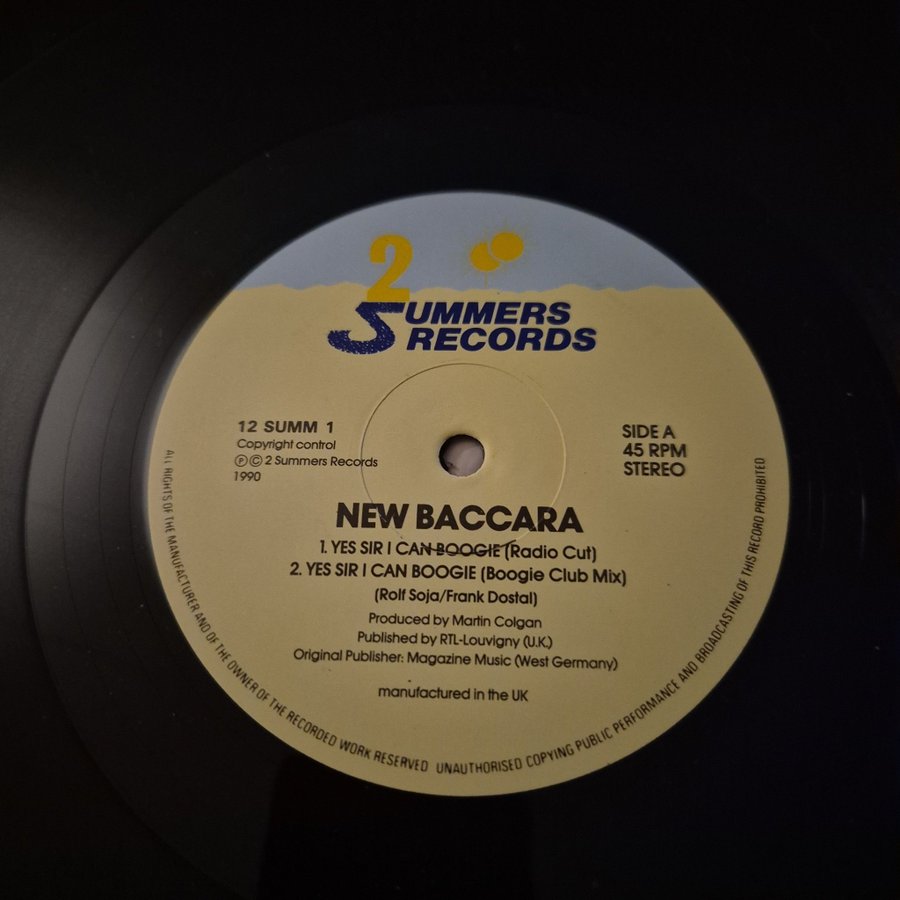 2
SUMMERS
RECORDS
12 SUMM 1
Copyright control
Ⓟ © 2 Summers Records
1990
SIDE A
45 RPM
STEREO
NEW BACCARA
1. YES SIR I CAN BOOGIE (Radio Cut)
2. YES SIR I CAN BOOGIE (Boogie Club Mix)
(Rolf Soja/Frank Dostal)
Produced by Martin Colgan
Published by RTL-Louvigny (U.K.)
Original Publisher: Magazine Music (West Germany)
manufactured in the UK
ALL RIGHTS OF THE MANUFACTURER AND OF THE OWNER OF THE RECORDED WORK RESERVED UNAUTHORISED COPYING PUBLIC PERFORMANCE AND BROADCASTING OF THIS RECORD PROHIBITED